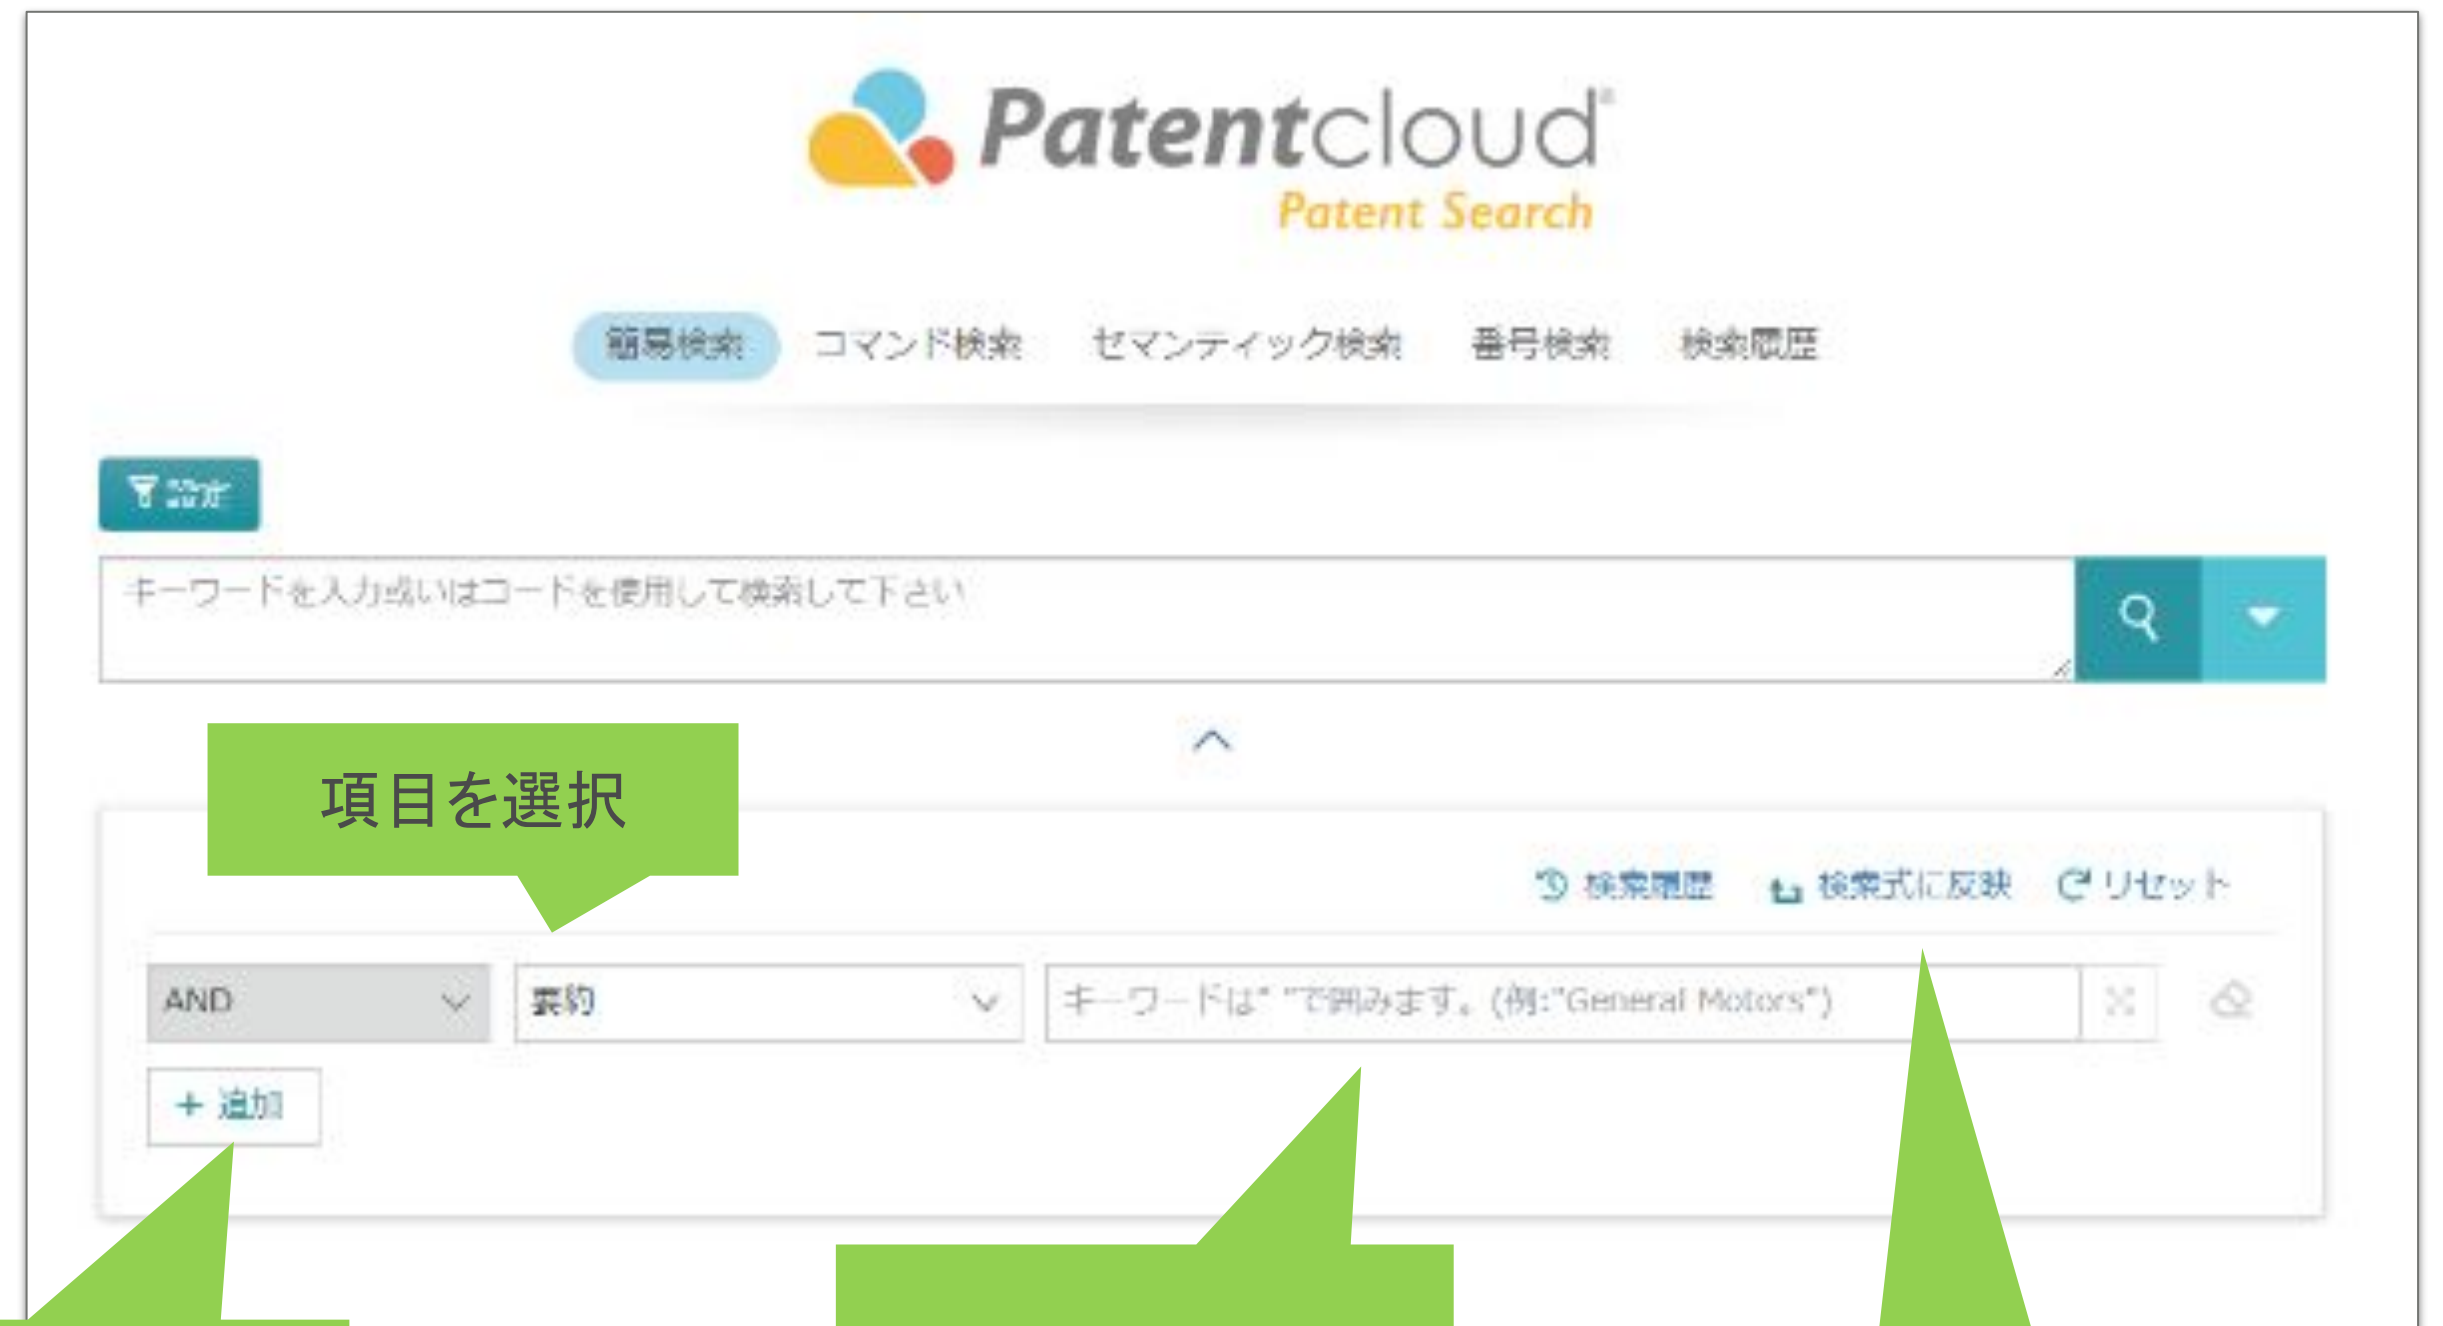 Patentcloud®
Patent Search
簡易検索 コマンド検索 セマンティック検索 番号検索 検索履歴
設定
キーワードを入力或いはコードを使用して検索して下さい
項目を選択
検索履歴 検索式に反映 リセット
AND 要約 キーワードは" "で囲みます。(例:"General Motors")
+ 追加